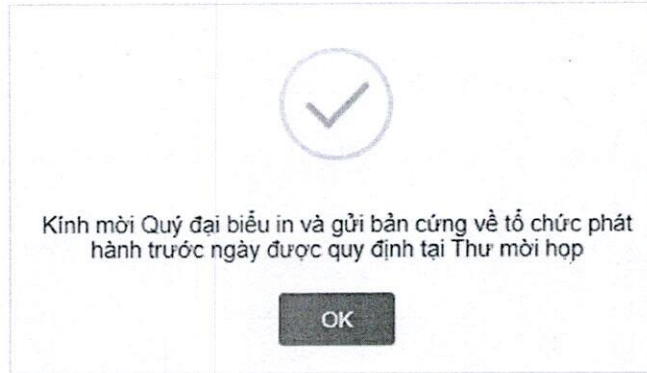 Kính mời Quý đại biểu in và gửi bản cứng về tổ chức phát
hành trước ngày được quy định tại Thư mời họp
OK